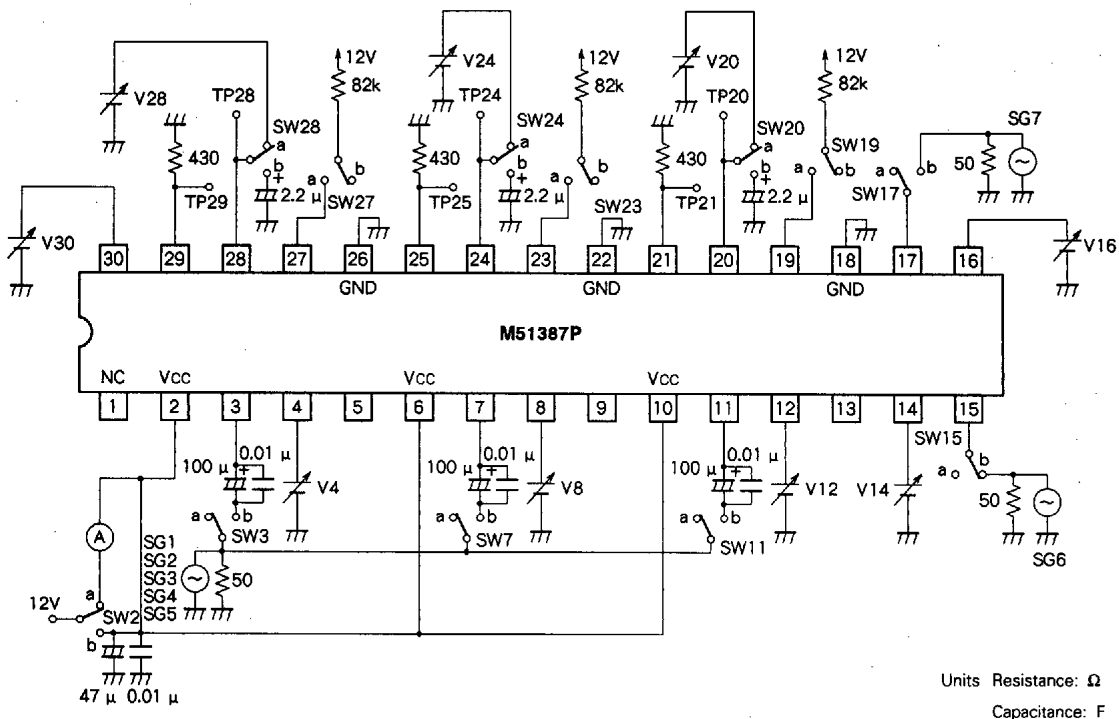 12V
82k
V28
TP28
SW28
a
b
+
2.2 μ
430
TP29
a
b
SW27
V30
V24
TP24
12V
82k
SW24
a
b
+
2.2 μ
430
TP25
a
b
SW23
V20
TP20
12V
82k
SW20
a
b
+
2.2 μ
430
TP21
SW19
a
b
a
b
SW17
50
SG7
V16
30 29 28 27 26 25 24 23 22 21 20 19 18 17 16
GND GND GND
M51387P
NC Vcc Vcc Vcc
1 2 3 4 5 6 7 8 9 10 11 12 13 14 15
100 μ
+
0.01 μ
V4
a
b
SW3
100 μ
+
0.01 μ
V8
a
b
SW7
100 μ
+
0.01 μ
V12
a
b
SW11
V14
SW15
a
b
50
SG6
A
SG1
SG2
SG3
SG4
SG5
50
12V
a
SW2
b
47 μ 0.01 μ
Units Resistance: Ω
Capacitance: F